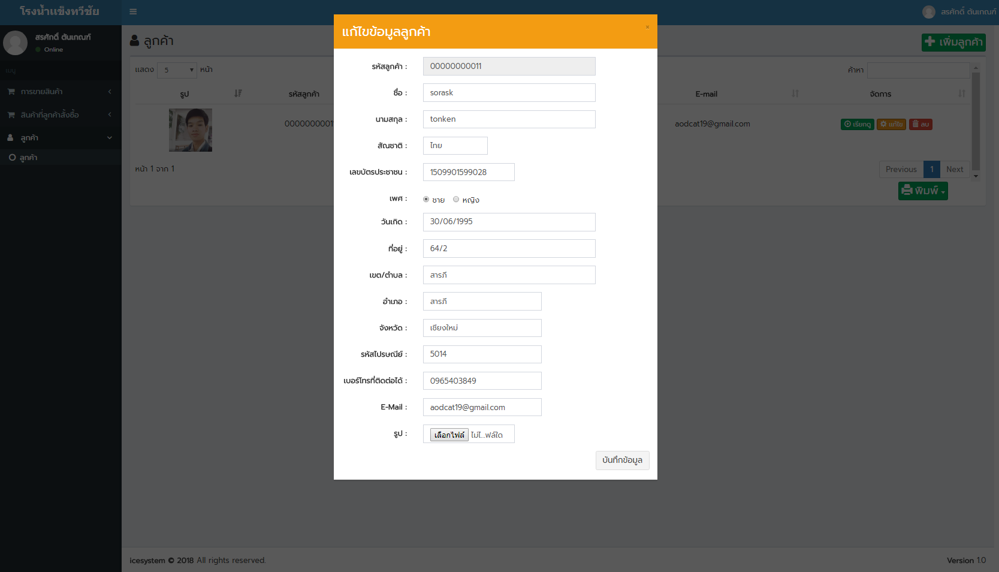 โรงน้ำแข็งทวีชัย
สรศักดิ์ ตันเกณฑ์
สรศักดิ์ ตันเกณฑ์
Online
เมนู
การขายสินค้า
สินค้าที่ลูกค้าสั่งซื้อ
ลูกค้า
ลูกค้า
ลูกค้า
เพิ่มลูกค้า
แสดง 5 หน้า
ค้าหา
รูป รหัสลูกค้า E-mail จัดการ
0000000001 aodcat19@gmail.com เรียกดู แก้ไข ลบ
หน้า 1 จาก 1
Previous 1 Next
พิมพ์
แก้ไขข้อมูลลูกค้า
×
รหัสลูกค้า : 00000000011
ชื่อ : sorask
นามสกุล : tonken
สัณชาติ : ไทย
เลขบัตรประชาชน : 1509901599028
เพศ : ชาย หญิง
วันเกิด : 30/06/1995
ที่อยู่ : 64/2
เขต/ตำบล : สารภี
อำเภอ : สารภี
จังหวัด : เชียงใหม่
รหัสไปรษณีย์ : 5014
เบอร์โทรที่ติดต่อได้ : 0965403849
E-Mail : aodcat19@gmail.com
รูป : เลือกไฟล์ ไม่ไ...ฟล์ใด
บันทึกข้อมูล
icesystem © 2018 All rights reserved.
Version 1.0